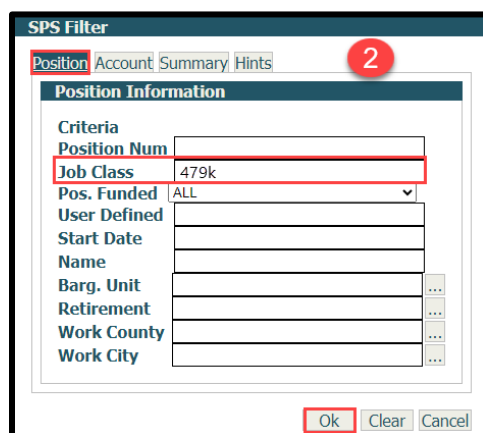 SPS Filter
Position Account Summary Hints
2
Position Information
Criteria
Position Num
Job Class 479k
Pos. Funded ALL
User Defined
Start Date
Name
Barg. Unit ...
Retirement ...
Work County ...
Work City ...
Ok Clear Cancel